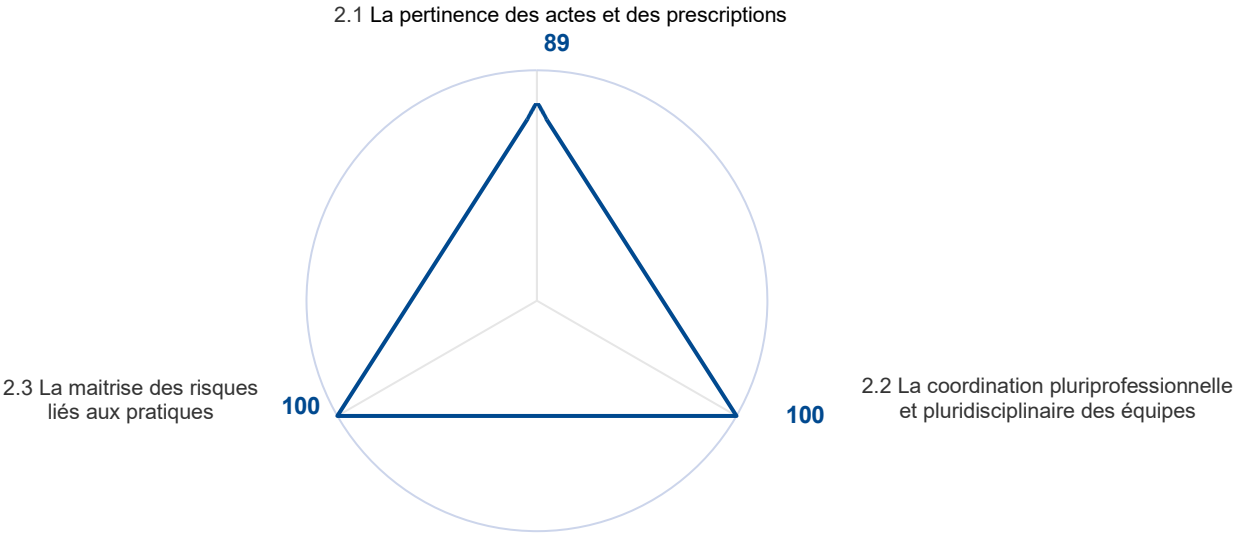 2.1 La pertinence des actes et des prescriptions
89
2.3 La maitrise des risques
liés aux pratiques
100
100
2.2 La coordination pluriprofessionnelle
et pluridisciplinaire des équipes